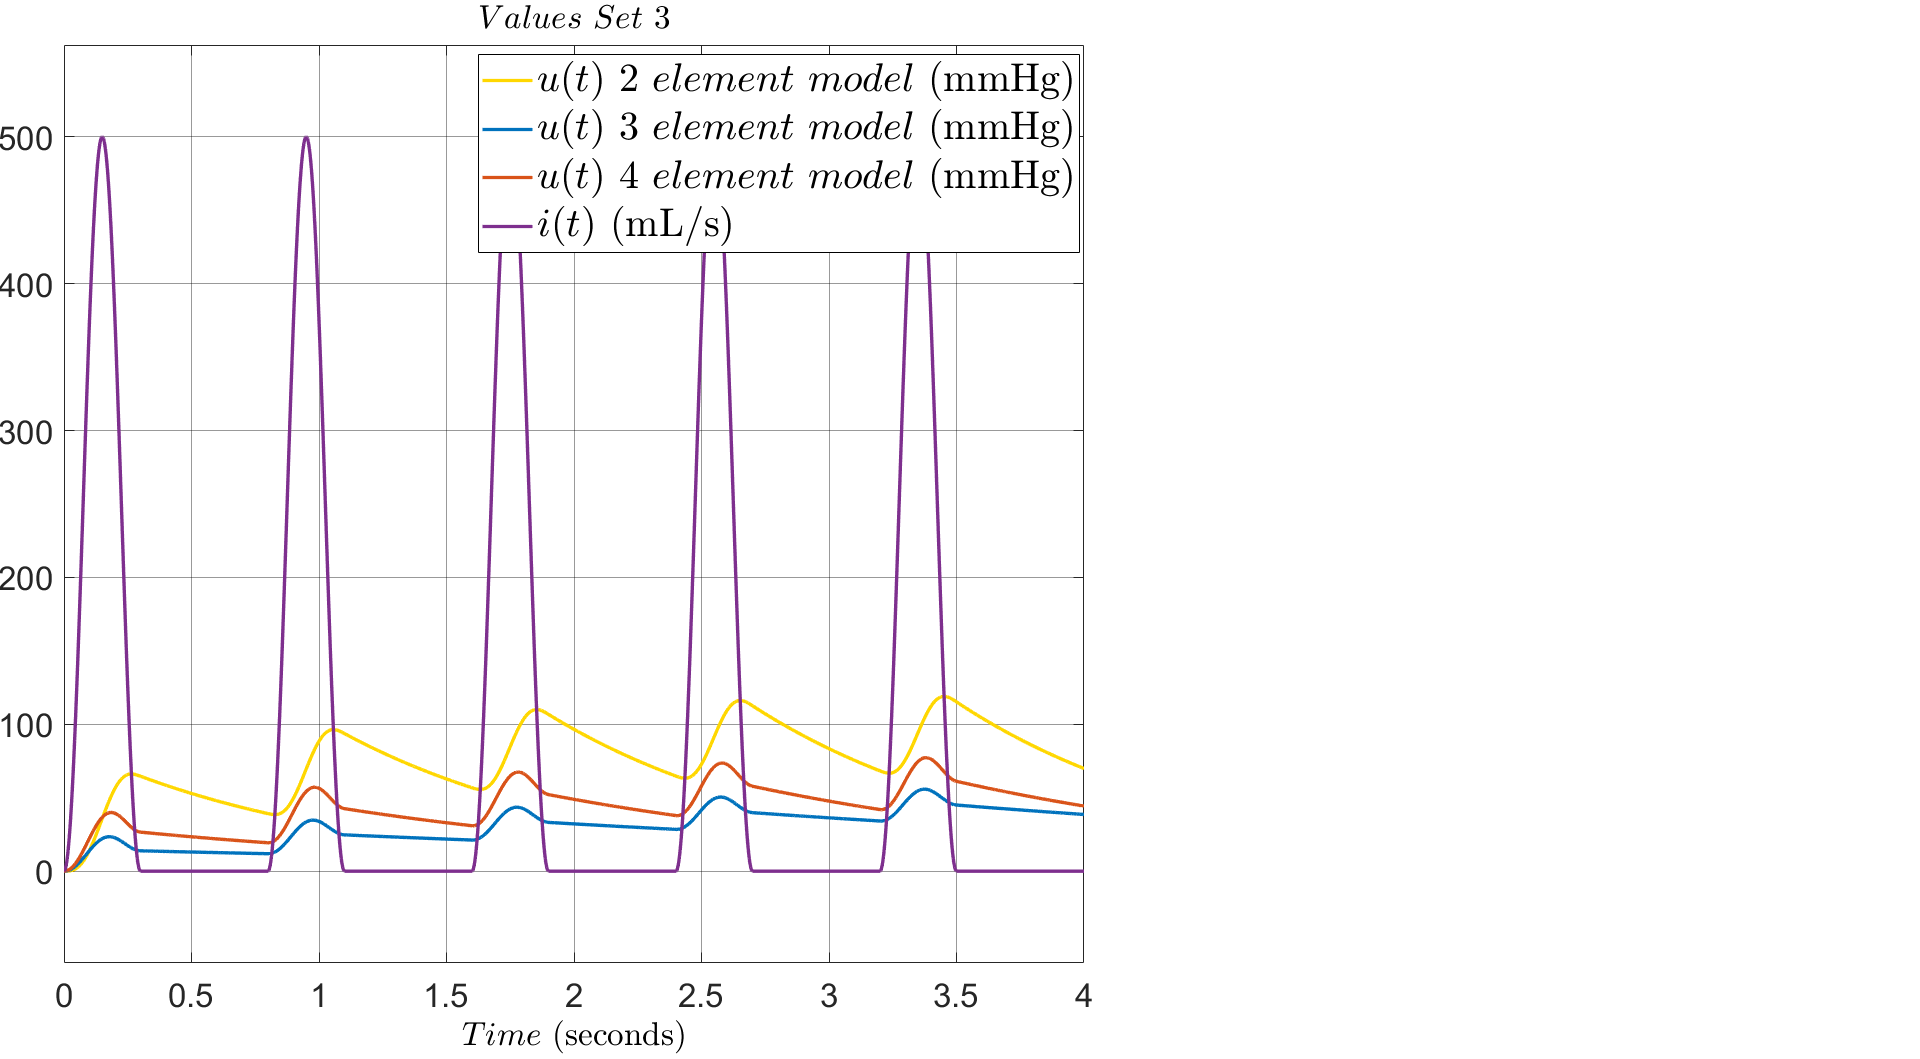 Values Set 3
u(t) 2 element model (mmHg)
u(t) 3 element model (mmHg)
u(t) 4 element model (mmHg)
i(t) (mL/s)
500
400
300
200
100
0
0 0.5 1 1.5 2 2.5 3 3.5 4
Time (seconds)